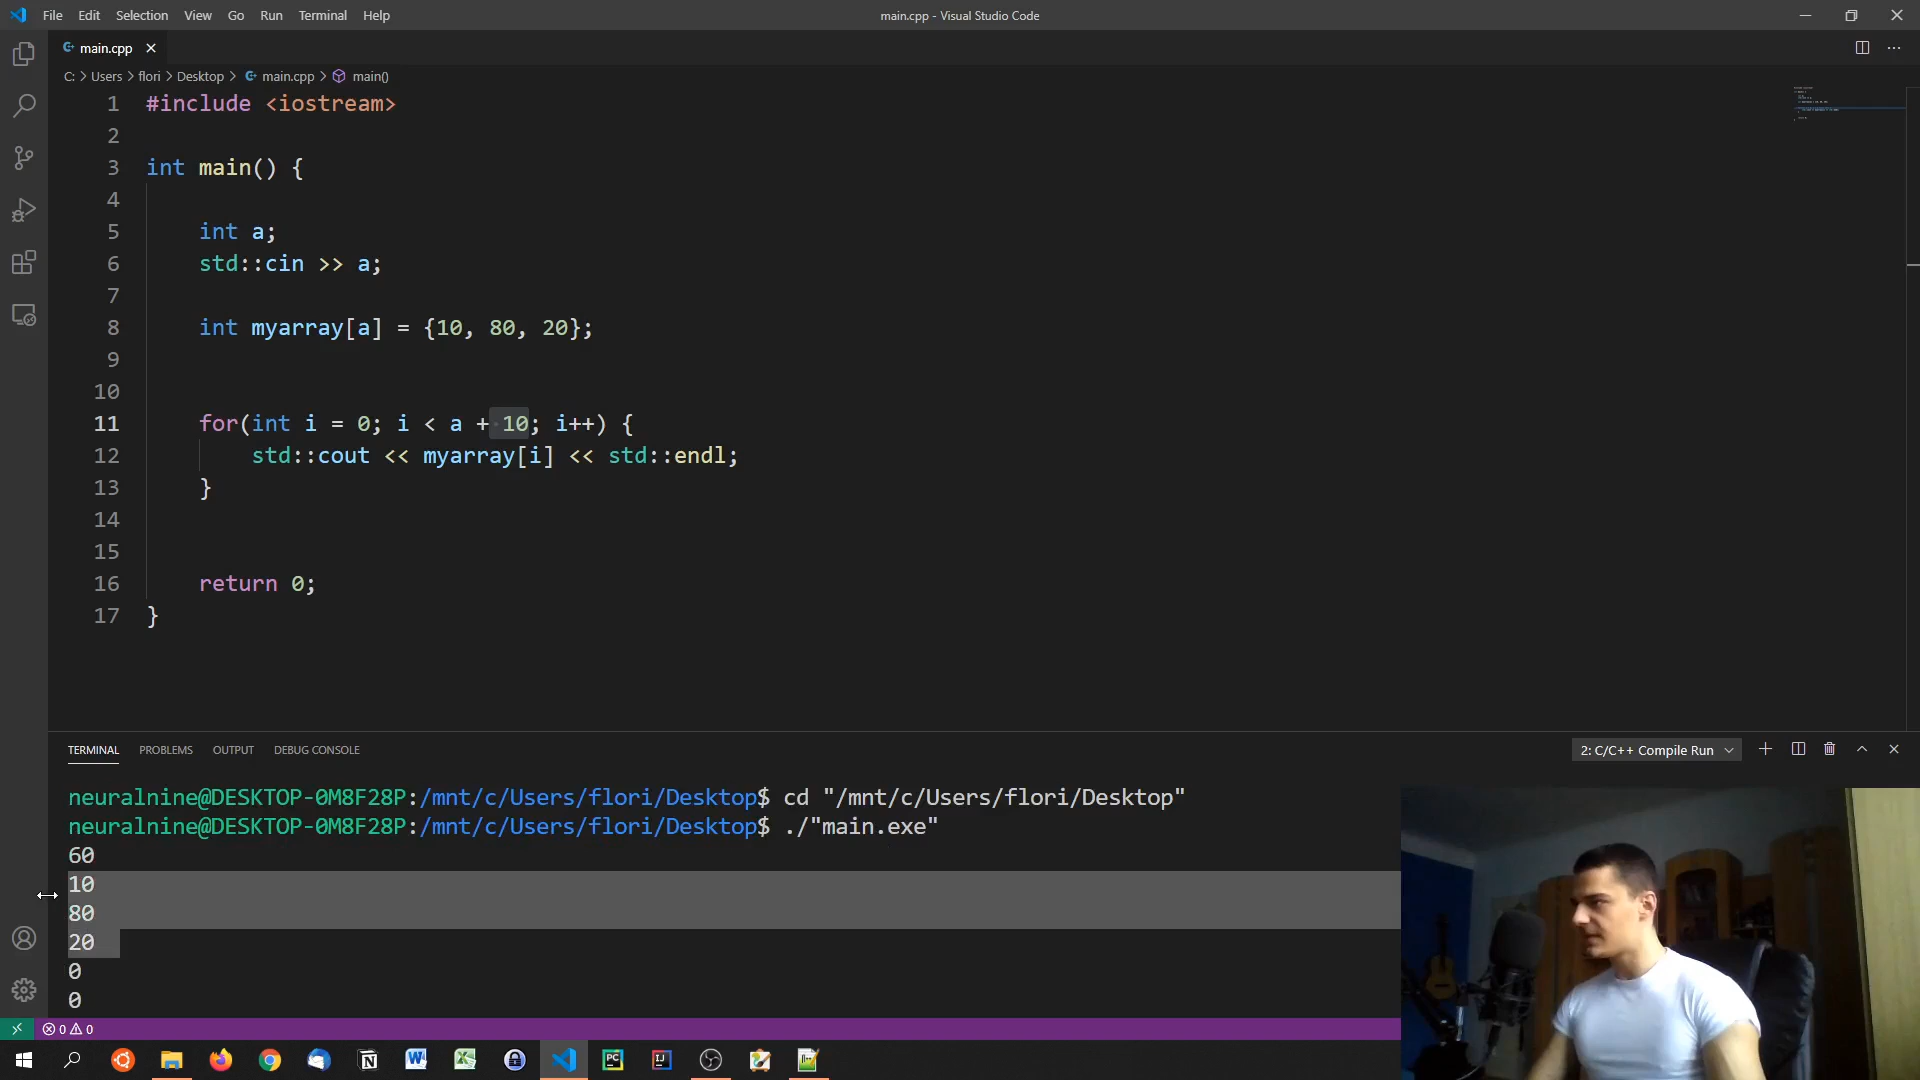 File Edit Selection View Go Run Terminal Help
main.cpp - Visual Studio Code
main.cpp
C: > Users > flori > Desktop > main.cpp > main()
1 #include <iostream>
2
3 int main() {
4
5 int a;
6 std::cin >> a;
7
8 int myarray[a] = {10, 80, 20};
9
10
11 for(int i = 0; i < a + 10; i++) {
12 std::cout << myarray[i] << std::endl;
13 }
14
15
16 return 0;
17 }
TERMINAL PROBLEMS OUTPUT DEBUG CONSOLE
2: C/C++ Compile Run
neuralnine@DESKTOP-0M8F28P:/mnt/c/Users/flori/Desktop$ cd "/mnt/c/Users/flori/Desktop"
neuralnine@DESKTOP-0M8F28P:/mnt/c/Users/flori/Desktop$ ./"main.exe"
60
10
80
20
0
0
0 0